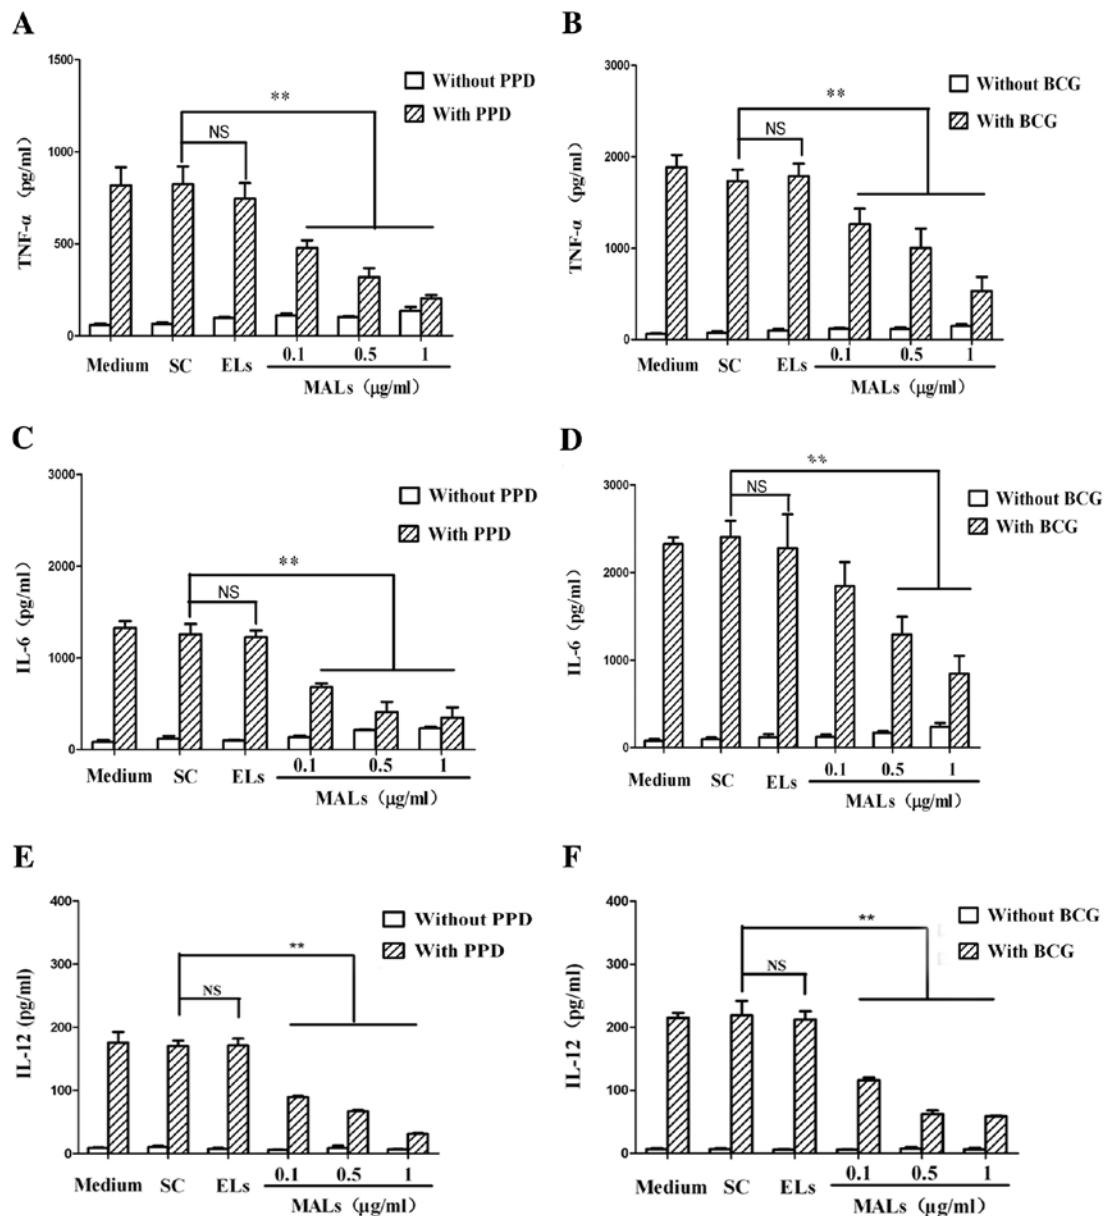 A
1500
1000
500
0
TNF-α (pg/ml)
Without PPD
With PPD
**
NS
Medium SC ELs 0.1 0.5 1
MALs (μg/ml)
B
3000
2000
1000
0
TNF-α (pg/ml)
Without BCG
With BCG
**
NS
Medium SC ELs 0.1 0.5 1
MALs (μg/ml)
C
3000
2000
1000
0
IL-6 (pg/ml)
Without PPD
With PPD
**
NS
Medium SC ELs 0.1 0.5 1
MALs (μg/ml)
D
3000
2000
1000
0
IL-6 (pg/ml)
Without BCG
With BCG
**
NS
Medium SC ELs 0.1 0.5 1
MALs (μg/ml)
E
400
300
200
100
0
IL-12 (pg/ml)
Without PPD
With PPD
**
NS
Medium SC ELs 0.1 0.5 1
MALs (μg/ml)
F
400
300
200
100
0
IL-12 (pg/ml)
Without BCG
With BCG
**
NS
Medium SC ELs 0.1 0.5 1
MALs (μg/ml)